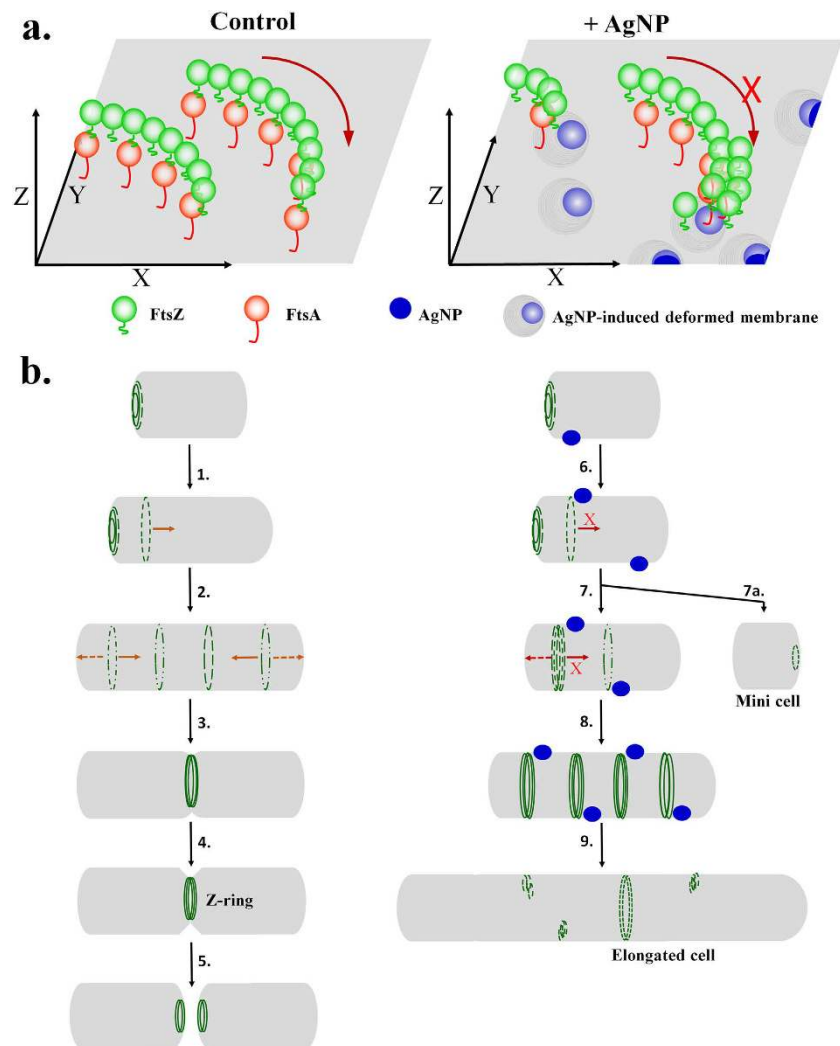 a.
Control
+ AgNP
X
Z
Y
X
Z
Y
X
FtsZ
FtsA
AgNP
AgNP-induced deformed membrane
b.
1.
6.
X
2.
7.
7a.
X
Mini cell
3.
8.
4.
9.
Z-ring
Elongated cell
5.